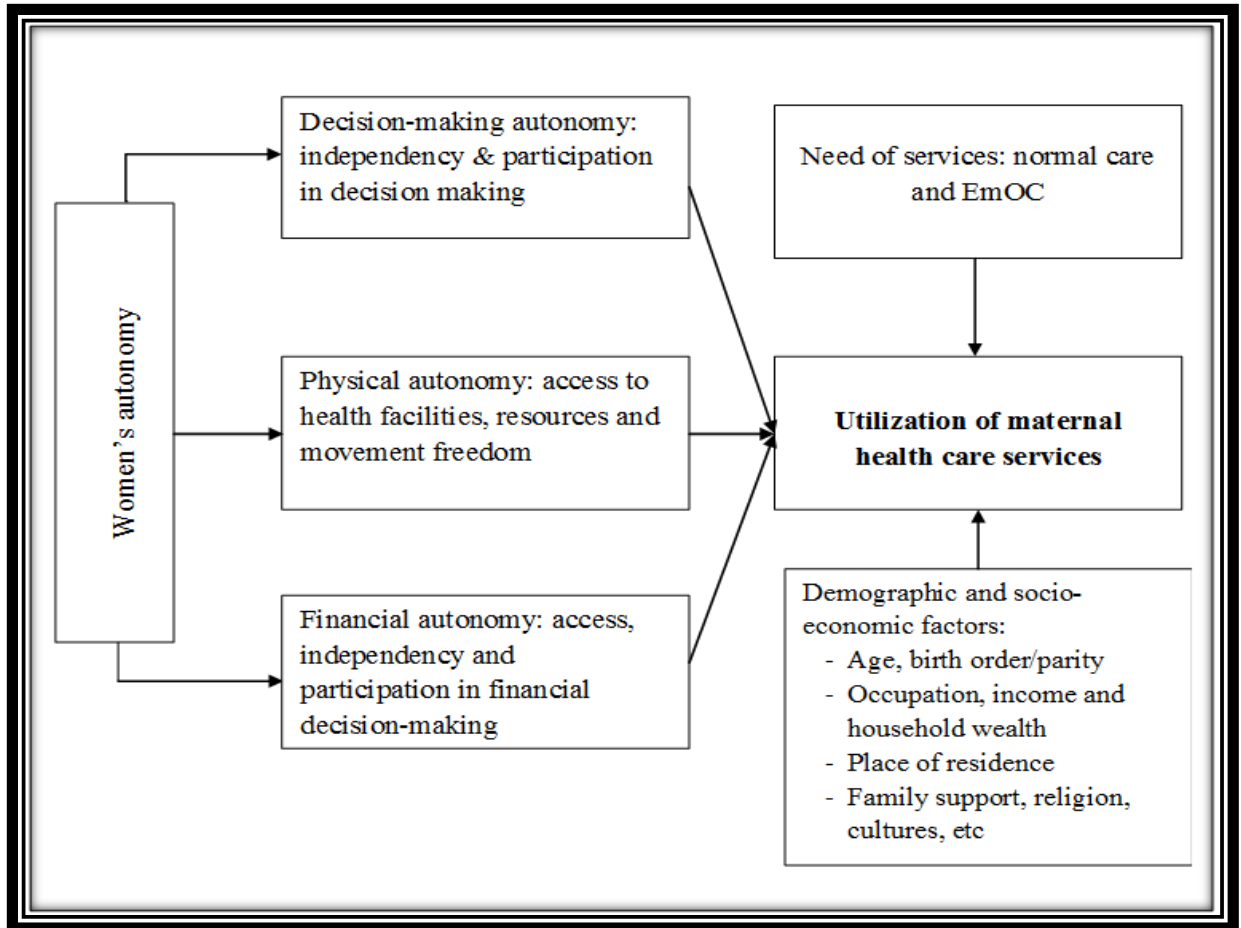 Women's autonomy
Decision-making autonomy:
independency & participation
in decision making
Physical autonomy: access to
health facilities, resources and
movement freedom
Financial autonomy: access,
independency and
participation in financial
decision-making
Need of services: normal care
and EmOC
Utilization of maternal
health care services
Demographic and socio-
economic factors:
- Age, birth order/parity
- Occupation, income and
household wealth
- Place of residence
- Family support, religion,
cultures, etc